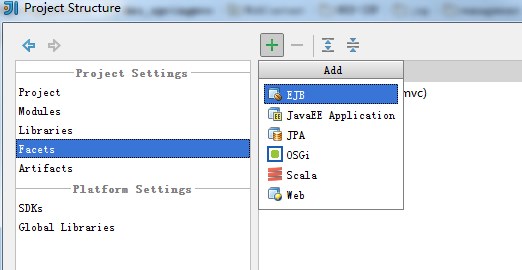 Project Structure
Project Settings
Project
Modules
Libraries
Facets
Artifacts
Platform Settings
SDKs
Global Libraries
Add
EJB
mvc)
JavaEE Application
JPA
OSGi
Scala
Web